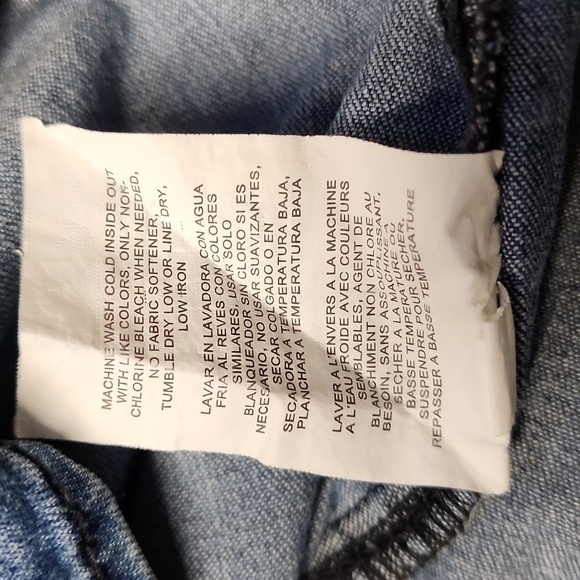 MACHINE WASH COLD INSIDE OUT
WITH LIKE COLORS, ONLY NON-
CHLORINE BLEACH WHEN NEEDED,
NO FABRIC SOFTENER,
TUMBLE DRY LOW OR LINE DRY,
LOW IRON
LAVAR EN LAVADORA CON AGUA
FRIA AL REVES CON COLORES
SIMILARES, USAR SOLO
BLANQUEADOR SIN CLORO SI ES
NECESARIO, NO USAR SUAVIZANTES,
SECAR COLGADO O EN
SECADORA A TEMPERATURA BAJA,
PLANCHAR A TEMPERATURA BAJA
LAVER A L'ENVERS A LA MACHINE
A L'EAU FROIDE AVEC COULEURS
SEMBLABLES, AGENT DE
BLANCHIMENT NON CHLORE AU
BESOIN, SANS ASSOUPLISSANT,
SECHER A LA MACHINE A
BASSE TEMPERATURE OU
SUSPENDRE POUR SECHER,
REPASSER A BASSE TEMPERATURE